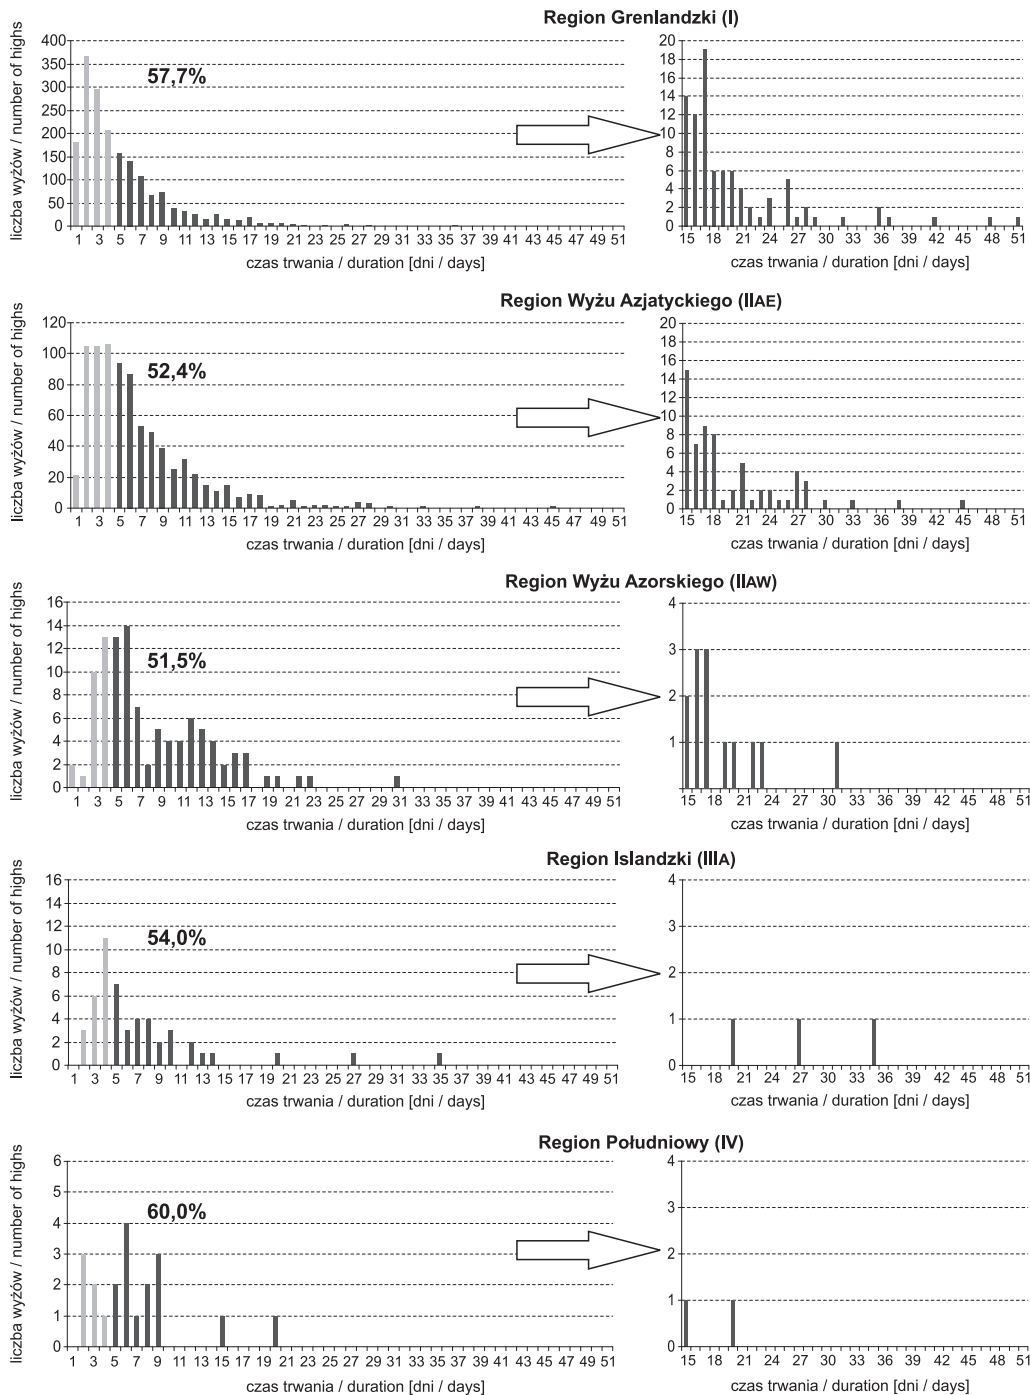 Region Grenlandzki (I)
liczba wyżów / number of highs
400
350
300
250
200
150
100
50
0
57,7%
1 3 5 7 9 11 13 15 17 19 21 23 25 27 29 31 33 35 37 39 41 43 45 47 49 51
czas trwania / duration [dni / days]
20
18
16
14
12
10
8
6
4
2
0
15 18 21 24 27 30 33 36 39 42 45 48 51
czas trwania / duration [dni / days]
Region Wyżu Azjatyckiego (IIAE)
liczba wyżów / number of highs
120
100
80
60
40
20
0
52,4%
1 3 5 7 9 11 13 15 17 19 21 23 25 27 29 31 33 35 37 39 41 43 45 47 49 51
czas trwania / duration [dni / days]
20
18
16
14
12
10
8
6
4
2
0
15 18 21 24 27 30 33 36 39 42 45 48 51
czas trwania / duration [dni / days]
Region Wyżu Azorskiego (IIAW)
liczba wyżów / number of highs
16
14
12
10
8
6
4
2
0
51,5%
1 3 5 7 9 11 13 15 17 19 21 23 25 27 29 31 33 35 37 39 41 43 45 47 49 51
czas trwania / duration [dni / days]
4
3
2
1
15 18 21 24 27 30 33 36 39 42 45 48 51
czas trwania / duration [dni / days]
Region Islandzki (IIIA)
liczba wyżów / number of highs
16
14
12
10
8
6
4
2
0
54,0%
1 3 5 7 9 11 13 15 17 19 21 23 25 27 29 31 33 35 37 39 41 43 45 47 49 51
czas trwania / duration [dni / days]
4
3
2
1
0
15 18 21 24 27 30 33 36 39 42 45 48 51
czas trwania / duration [dni / days]
Region Południowy (IV)
liczba wyżów / number of highs
6
5
4
3
2
1
0
60,0%
1 3 5 7 9 11 13 15 17 19 21 23 25 27 29 31 33 35 37 39 41 43 45 47 49 51
czas trwania / duration [dni / days]
4
3
2
1
0
15 18 21 24 27 30 33 36 39 42 45 48 51
czas trwania / duration [dni / days]